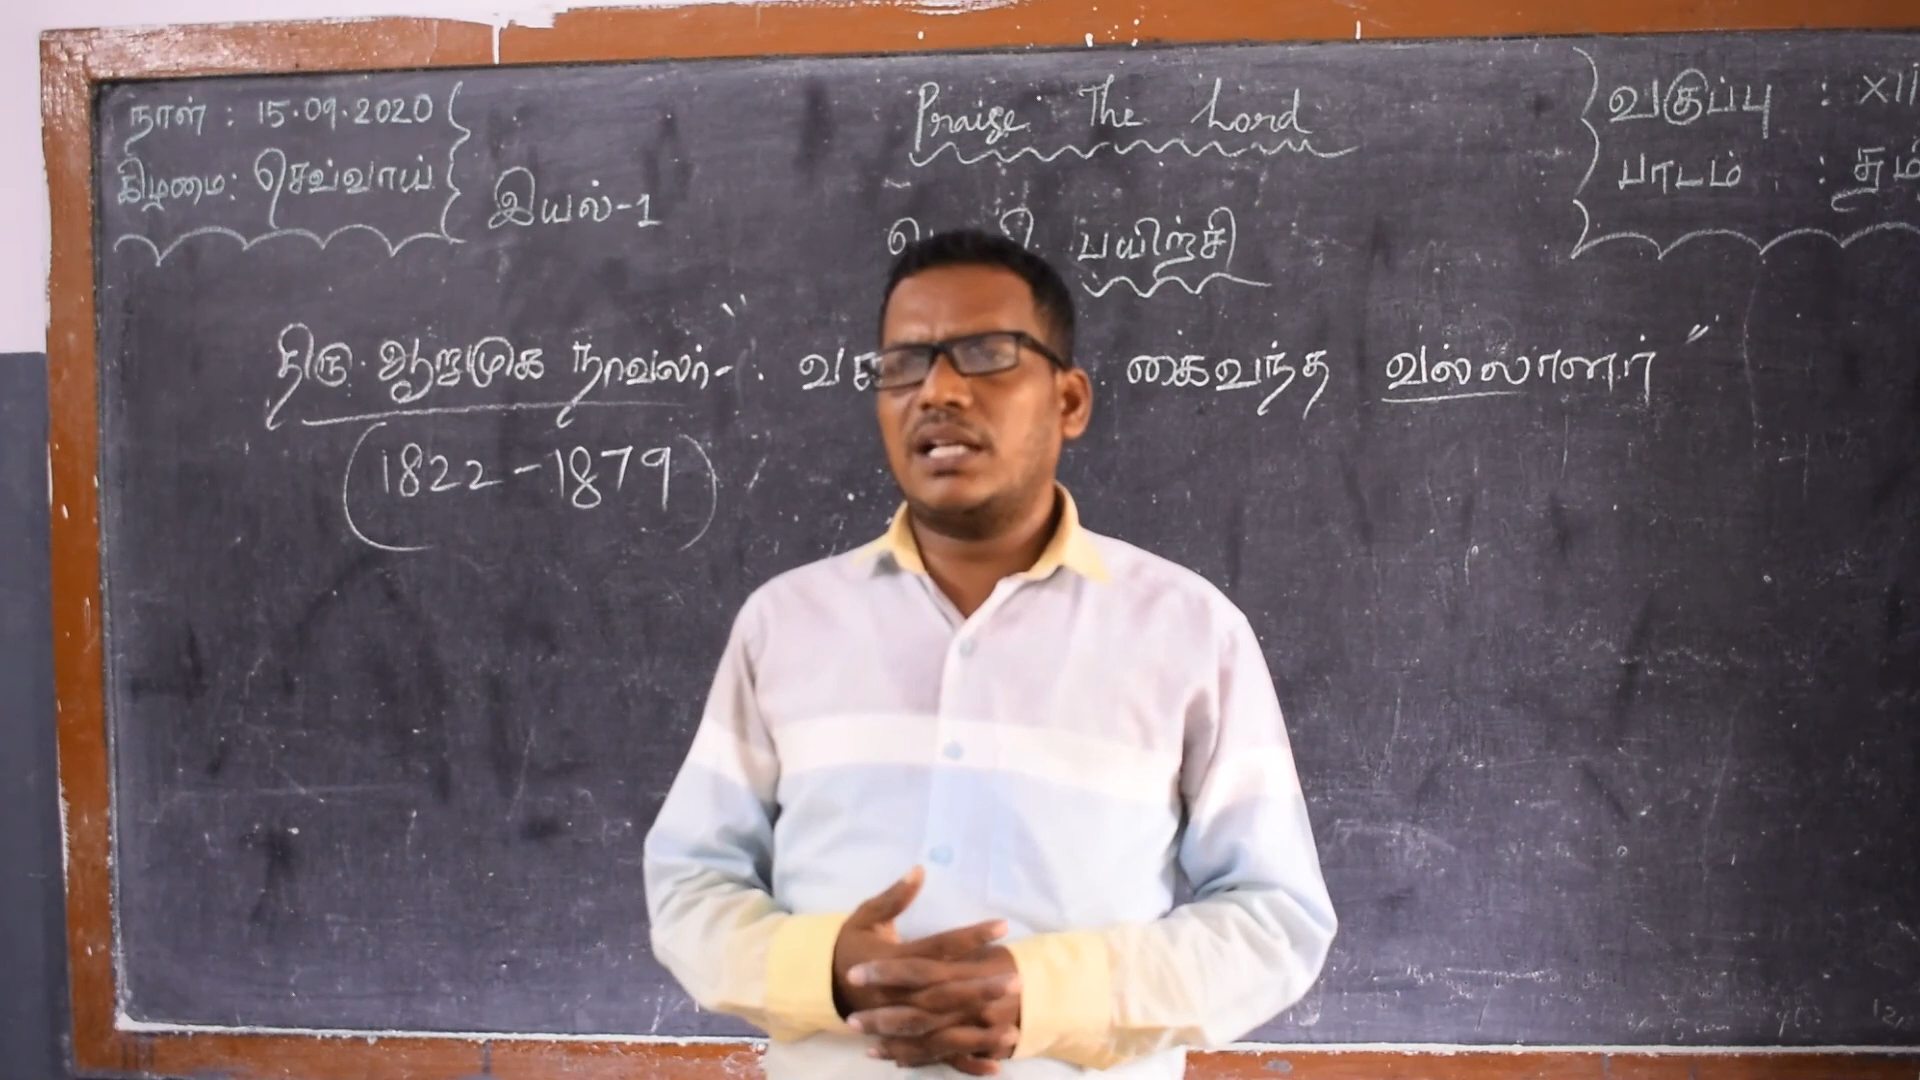 நாள் : 15.09.2020
கிழமை: செவ்வாய்
இயல்-1
Praise The Lord
பயிற்சி
வகுப்பு : XII
பாடம் :
திரு. ஆறுமுக நாவலர்- " கைவந்த வல்லாளர் "
(1822-1879)